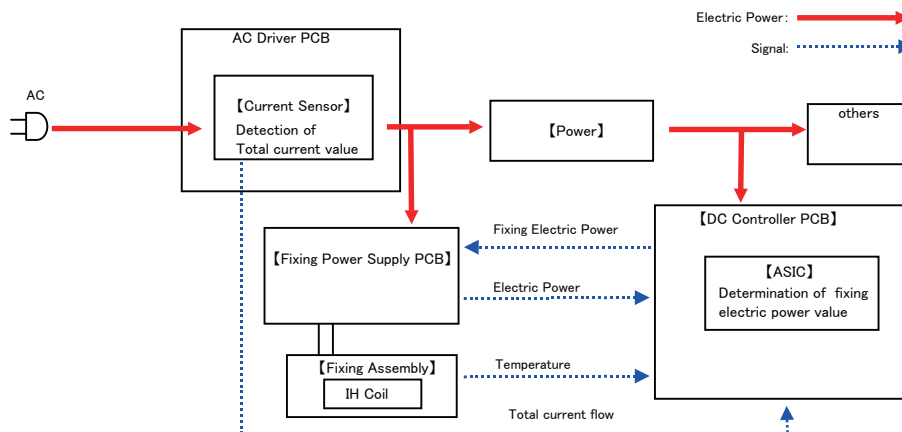 Electric Power:
Signal:
AC
AC Driver PCB
【Current Sensor】
Detection of
Total current value
【Power】
others
【Fixing Power Supply PCB】
Fixing Electric Power
Electric Power
【DC Controller PCB】
【ASIC】
Determination of fixing
electric power value
【Fixing Assembly】
IH Coil
Temperature
Total current flow